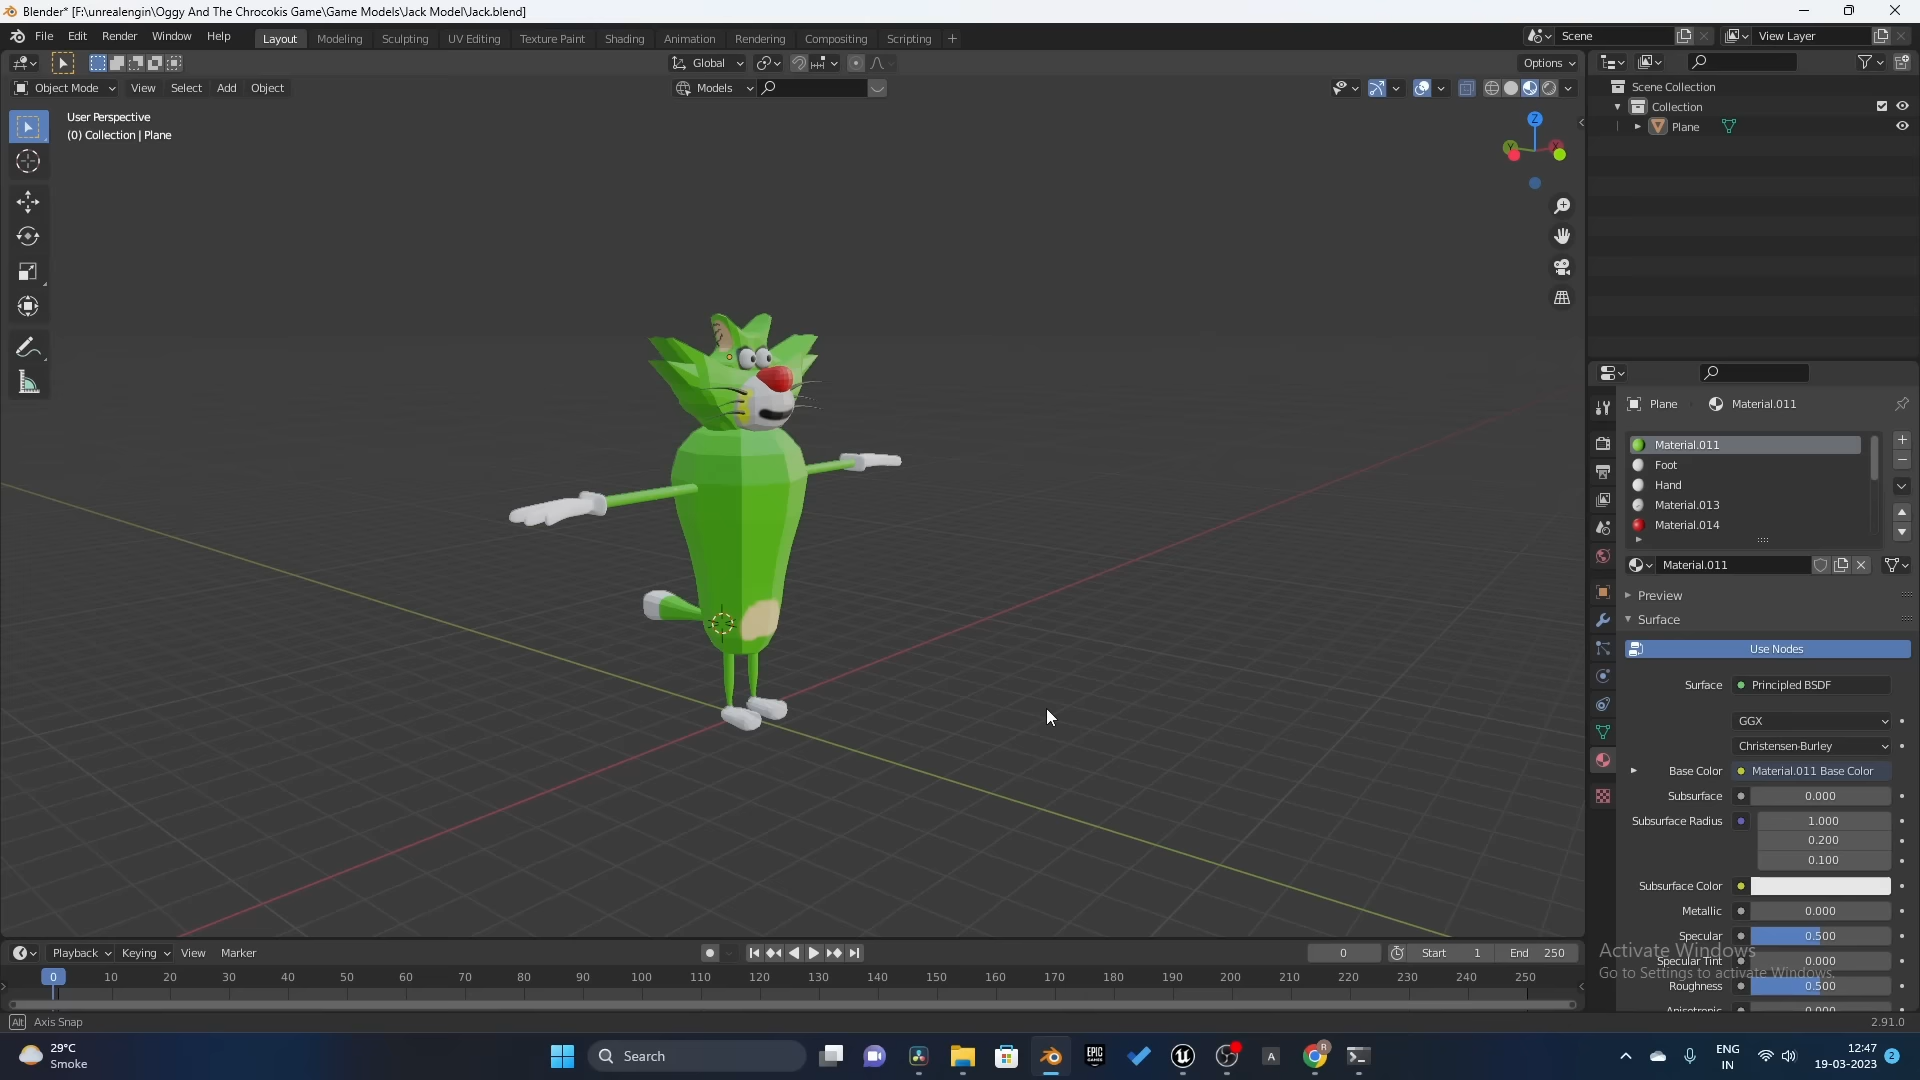 Blender* [F:\unrealengin\Oggy And The Chrocokis Game\Game Models\Jack Model\Jack.blend]
File Edit Render Window Help Layout Modeling Sculpting UV Editing Texture Paint Shading Animation Rendering Compositing Scripting + Scene View Layer
Global Options
Object Mode View Select Add Object Models
User Perspective
(0) Collection | Plane
Z
Y
X
Scene Collection
Collection
Plane
Plane Material.011
Material.011
Foot
Hand
Material.013
Material.014
Material.011
Preview
Surface
Use Nodes
Surface Principled BSDF
GGX
Christensen-Burley
Base Color Material.011 Base Color
Subsurface 0.000
Subsurface Radius 1.000
0.200
0.100
Subsurface Color
Metallic 0.000
Specular 0.500
Specular Tint 0.000
Roughness 0.500
Anisotropic 0.000
Activate Windows
Go to Settings to activate Windows.
Playback Keying View Marker 0 Start 1 End 250
0 10 20 30 40 50 60 70 80 90 100 110 120 130 140 150 160 170 180 190 200 210 220 230 240 250
Alt Axis Snap 2.91.0
29°C
Smoke
Search
EPIC
GAMES
A
R
ENG
IN
12:47
19-03-2023
2